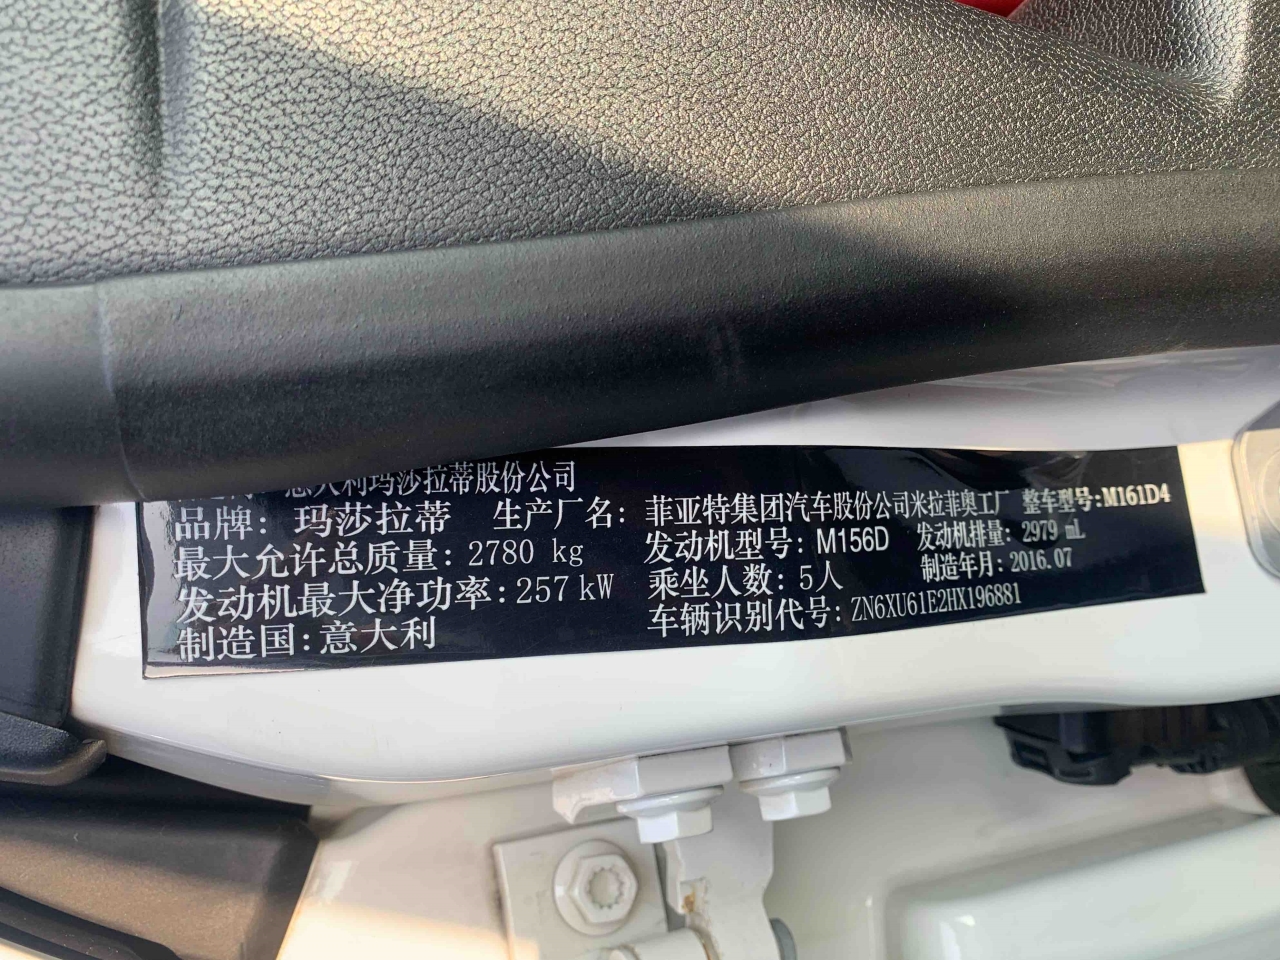 意大利玛莎拉蒂股份公司
品牌: 玛莎拉蒂 生产厂名: 菲亚特集团汽车股份公司米拉菲奥工厂 整车型号:M161D4
最大允许总质量: 2780 kg 发动机型号: M156D 发动机排量: 2979 mL
发动机最大净功率: 257 kW 乘坐人数: 5人 制造年月: 2016.07
制造国: 意大利 车辆识别代号: ZN6XU61E2HX196881